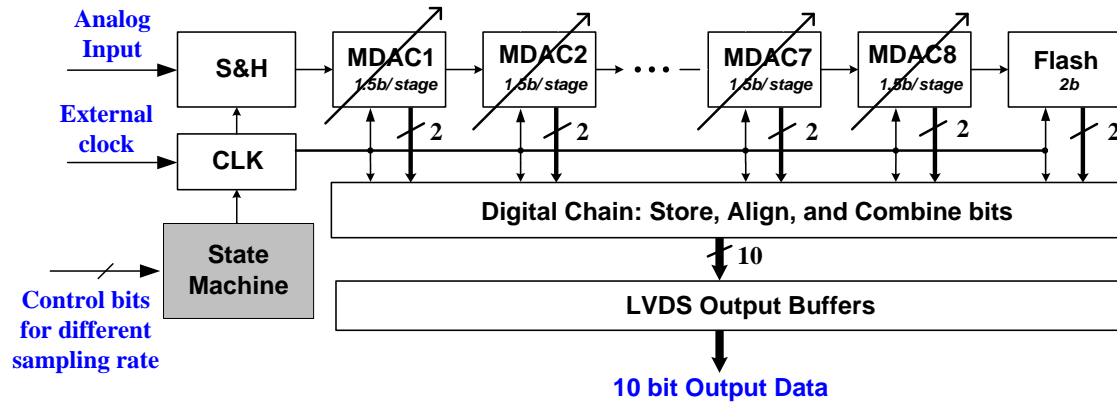 Analog
Input
S&H
MDAC1
1.5b/stage
MDAC2
1.5b/stage
...
MDAC7
1.5b/stage
MDAC8
1.5b/stage
Flash
2b
External
clock
CLK
2
2
2
2
2
Digital Chain: Store, Align, and Combine bits
State
Machine
10
Control bits
for different
sampling rate
LVDS Output Buffers
10 bit Output Data